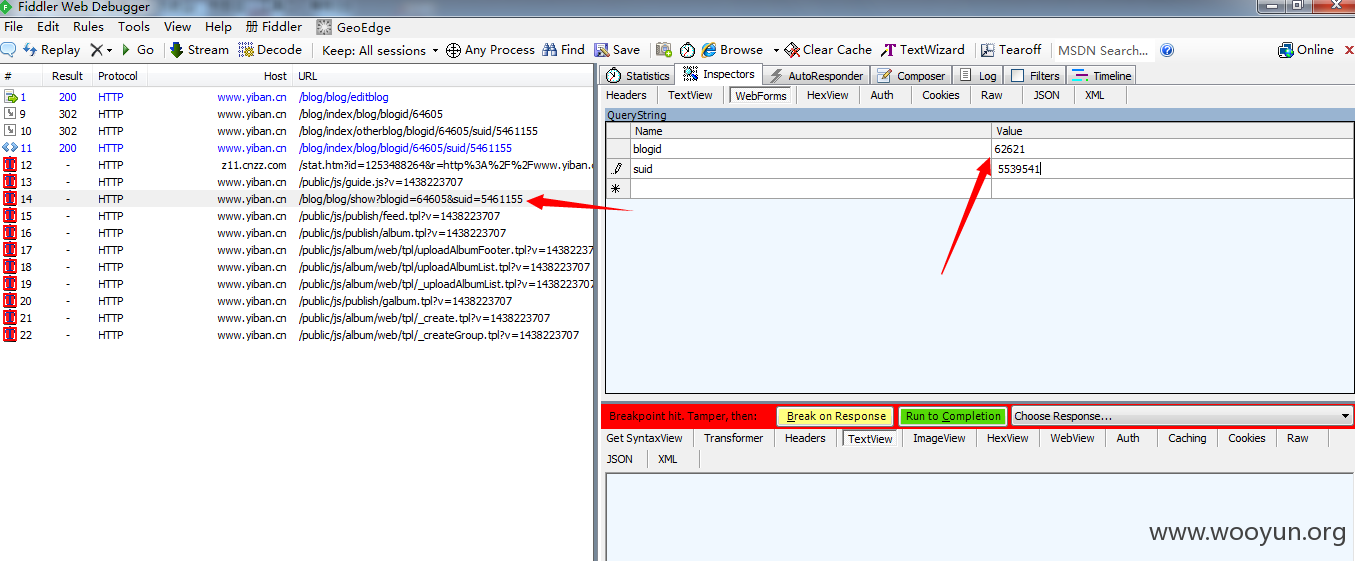 Fiddler Web Debugger
File Edit Rules Tools View Help 册 Fiddler GeoEdge
Replay Go Stream Decode Keep: All sessions Any Process Find Save Browse Clear Cache TextWizard Tearoff MSDN Search... Online
# Result Protocol Host URL
1 200 HTTP www.yiban.cn /blog/blog/editblog
9 302 HTTP www.yiban.cn /blog/index/blog/blogid/64605
10 302 HTTP www.yiban.cn /blog/index/otherblog/blogid/64605/suid/5461155
11 200 HTTP www.yiban.cn /blog/index/blog/blogid/64605/suid/5461155
12 - HTTP z11.cnzz.com /stat.htm?id=1253488264&r=http%3A%2F%2Fwww.yiban.c
13 - HTTP www.yiban.cn /public/js/guide.js?v=1438223707
14 - HTTP www.yiban.cn /blog/blog/show?blogid=64605&suid=5461155
15 - HTTP www.yiban.cn /public/js/publish/feed.tpl?v=1438223707
16 - HTTP www.yiban.cn /public/js/publish/album.tpl?v=1438223707
17 - HTTP www.yiban.cn /public/js/album/web/tpl/uploadAlbumFooter.tpl?v=14382237
18 - HTTP www.yiban.cn /public/js/album/web/tpl/uploadAlbumList.tpl?v=1438223707
19 - HTTP www.yiban.cn /public/js/album/web/tpl/_uploadAlbumList.tpl?v=143822370
20 - HTTP www.yiban.cn /public/js/publish/galbum.tpl?v=1438223707
21 - HTTP www.yiban.cn /public/js/album/web/tpl/_create.tpl?v=1438223707
22 - HTTP www.yiban.cn /public/js/album/web/tpl/_createGroup.tpl?v=1438223707
Statistics Inspectors AutoResponder Composer Log Filters Timeline
Headers TextView WebForms HexView Auth Cookies Raw JSON XML
QueryString
Name Value
blogid 62621
suid 5539541
Breakpoint hit. Tamper, then: Break on Response Run to Completion Choose Response...
Get SyntaxView Transformer Headers TextView ImageView HexView WebView Auth Caching Cookies Raw
JSON XML
www.wooyun.org